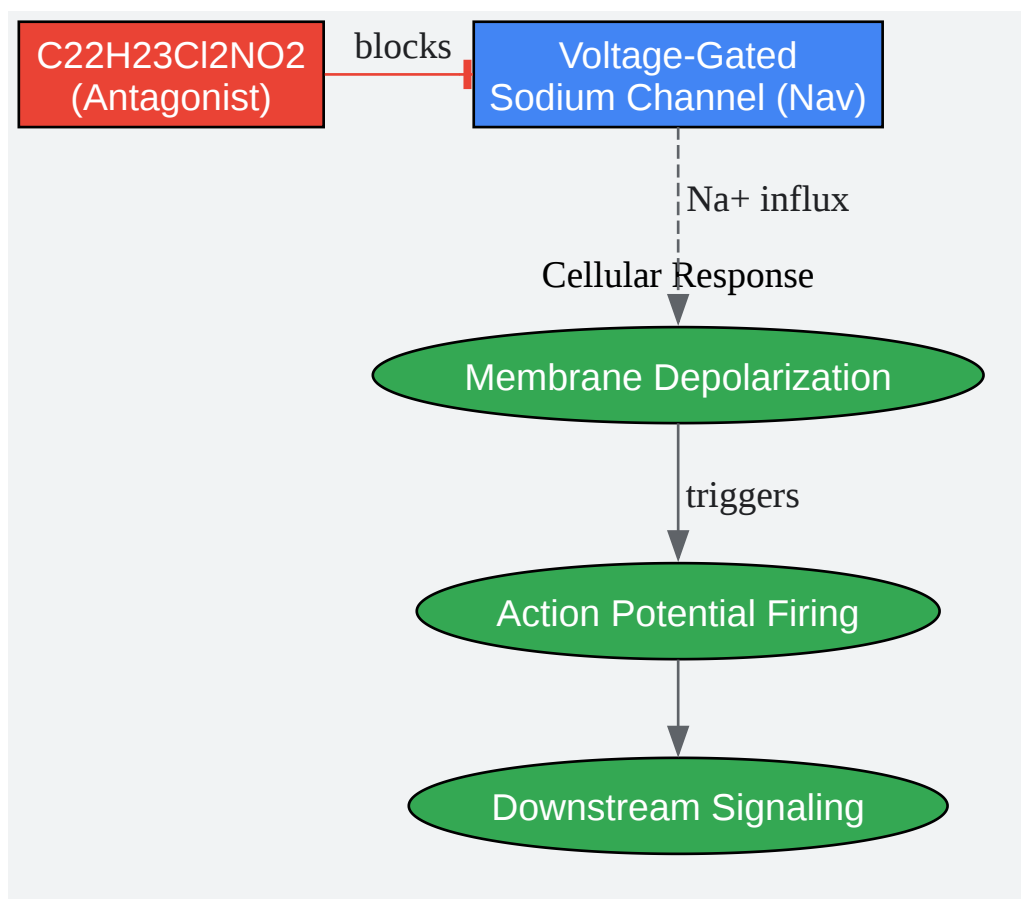 C22H23Cl2NO2
(Antagonist)
blocks
Voltage-Gated
Sodium Channel (Nav)
Na+ influx
Cellular Response
Membrane Depolarization
triggers
Action Potential Firing
Downstream Signaling